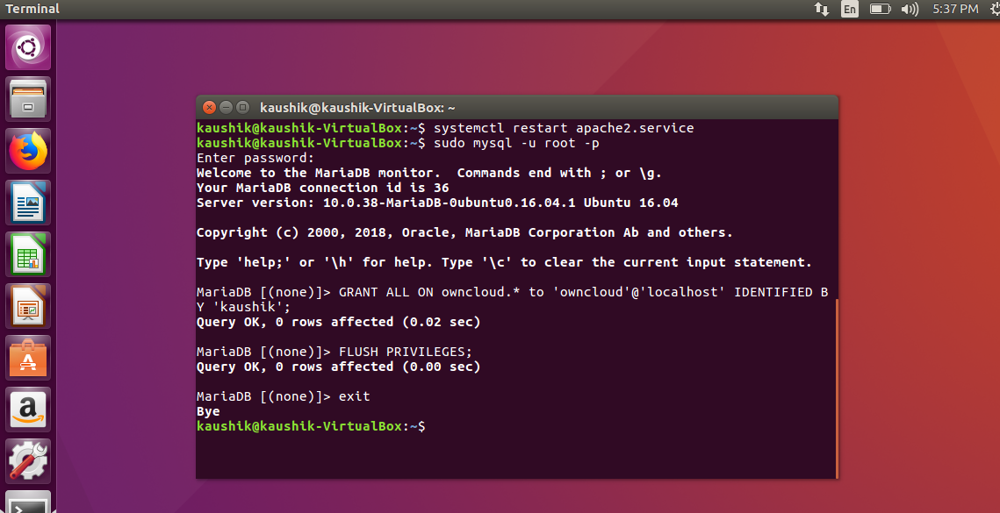 Terminal
En
5:37 PM
kaushik@kaushik-VirtualBox: ~
kaushik@kaushik-VirtualBox:~$ systemctl restart apache2.service
kaushik@kaushik-VirtualBox:~$ sudo mysql -u root -p
Enter password:
Welcome to the MariaDB monitor.  Commands end with ; or \g.
Your MariaDB connection id is 36
Server version: 10.0.38-MariaDB-0ubuntu0.16.04.1 Ubuntu 16.04
Copyright (c) 2000, 2018, Oracle, MariaDB Corporation Ab and others.
Type 'help;' or '\h' for help. Type '\c' to clear the current input statement.
MariaDB [(none)]> GRANT ALL ON owncloud.* to 'owncloud'@'localhost' IDENTIFIED B
Y 'kaushik';
Query OK, 0 rows affected (0.02 sec)
MariaDB [(none)]> FLUSH PRIVILEGES;
Query OK, 0 rows affected (0.00 sec)
MariaDB [(none)]> exit
Bye
kaushik@kaushik-VirtualBox:~$